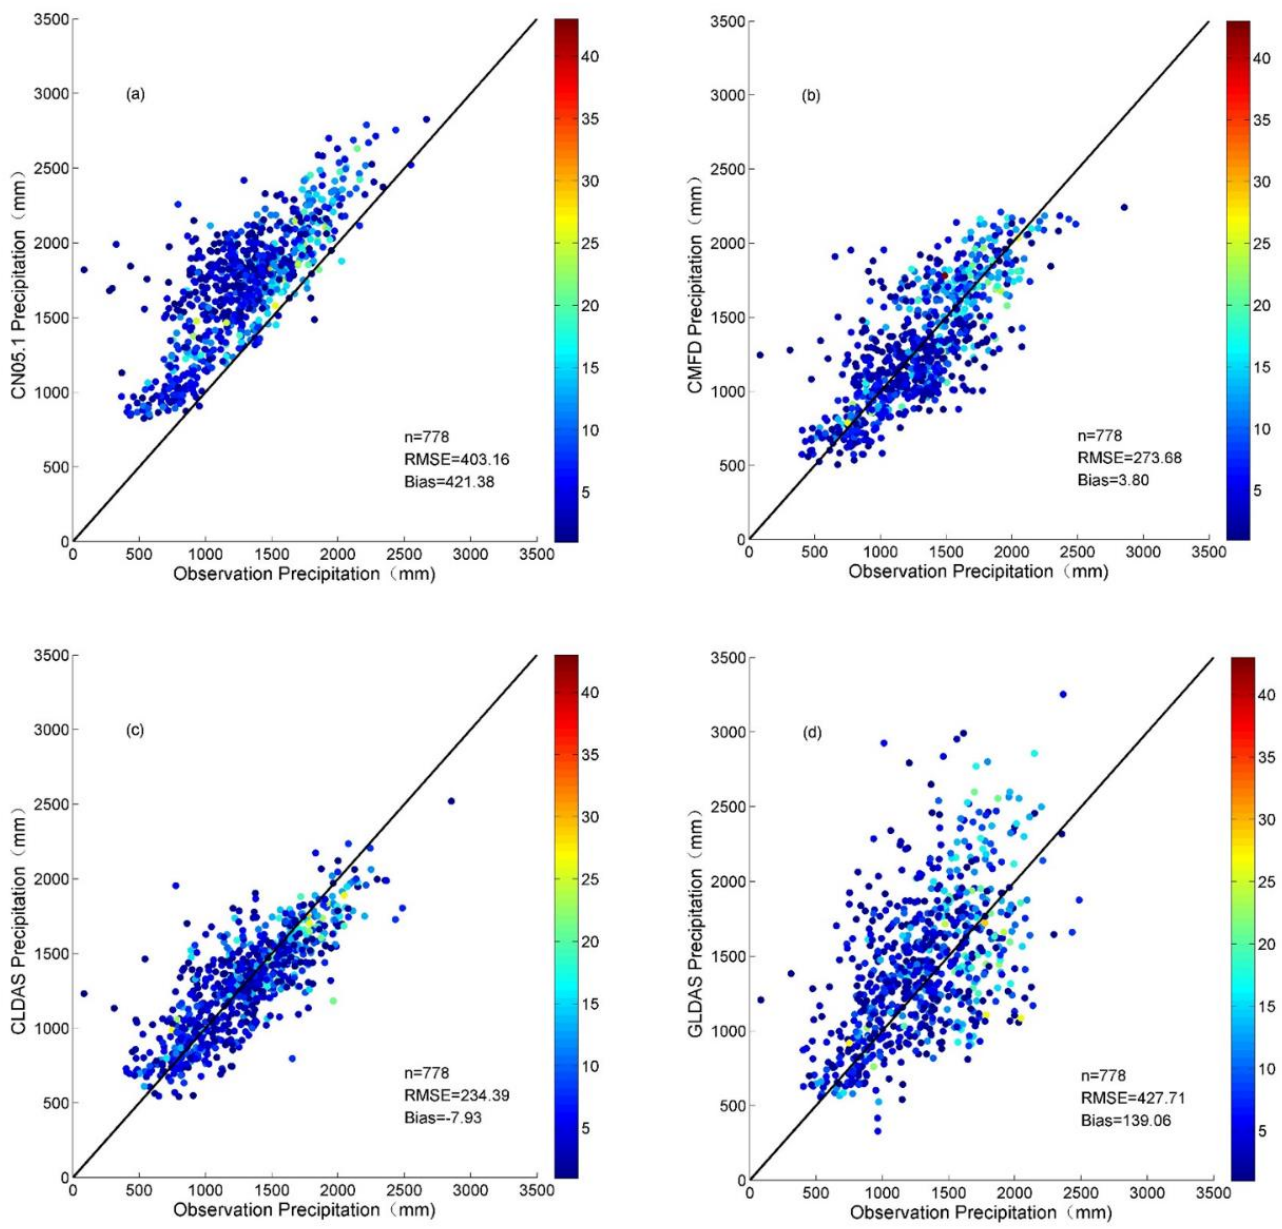 3500
3000
2500
2000
1500
1000
500
0
CN05.1 Precipitation（mm）
(a)
n=778
RMSE=403.16
Bias=421.38
0 500 1000 1500 2000 2500 3000 3500
Observation Precipitation（mm)
40
35
30
25
20
15
10
5
3500
3000
2500
2000
1500
1000
500
0
CMFD Precipitation（mm）
(b)
n=778
RMSE=273.68
Bias=3.80
0 500 1000 1500 2000 2500 3000 3500
Observation Precipitation（mm)
40
35
30
25
20
15
10
5
3500
3000
2500
2000
1500
1000
500
0
CLDAS Precipitation（mm）
(c)
n=778
RMSE=234.39
Bias=-7.93
0 500 1000 1500 2000 2500 3000 3500
Observation Precipitation（mm)
40
35
30
25
20
15
10
5
3500
3000
2500
2000
1500
1000
500
0
GLDAS Precipitation（mm）
(d)
n=778
RMSE=427.71
Bias=139.06
0 500 1000 1500 2000 2500 3000 3500
Observation Precipitation（mm)
40
35
30
25
20
15
10
5